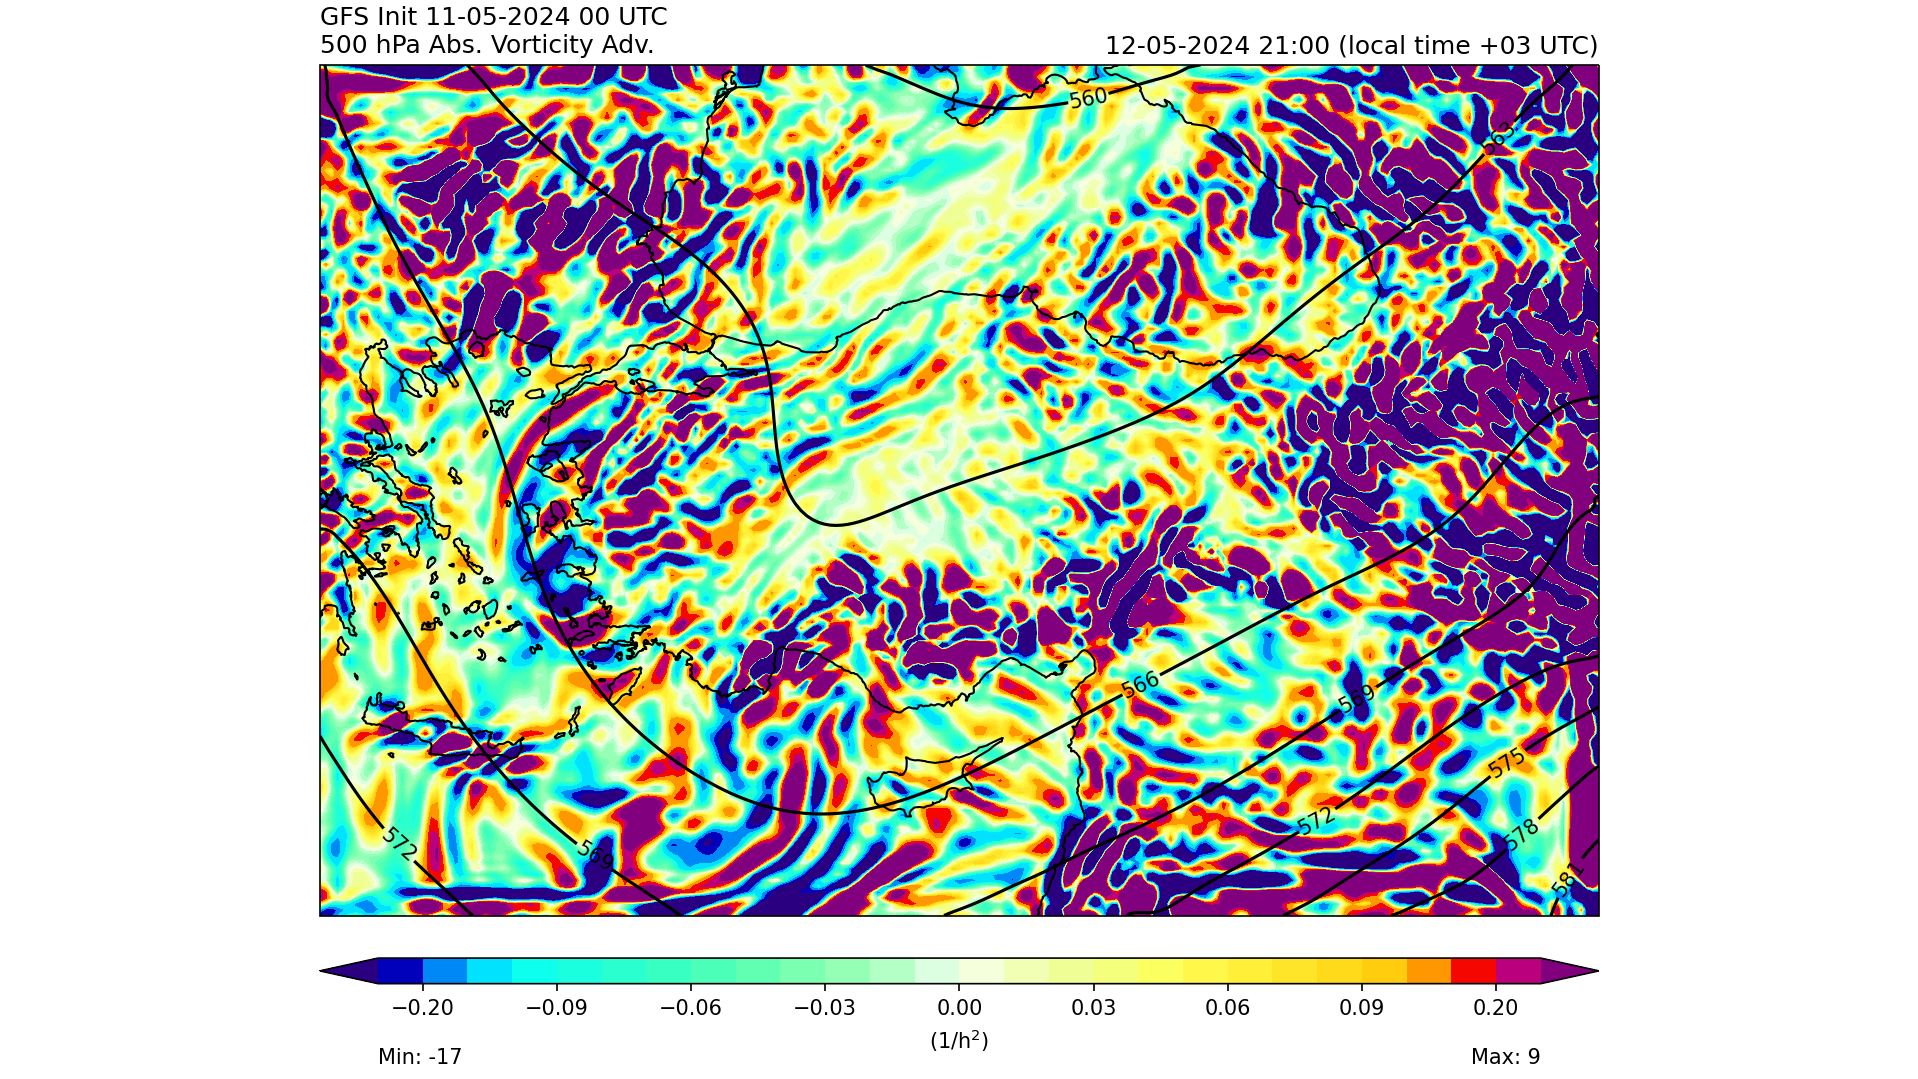 GFS Init 11-05-2024 00 UTC
500 hPa Abs. Vorticity Adv.
12-05-2024 21:00 (local time +03 UTC)
560
563
566
569
575
572
578
572
569
581
−0.20 −0.09 −0.06 −0.03 0.00 0.03 0.06 0.09 0.20
(1/h²)
Min: -17
Max: 9